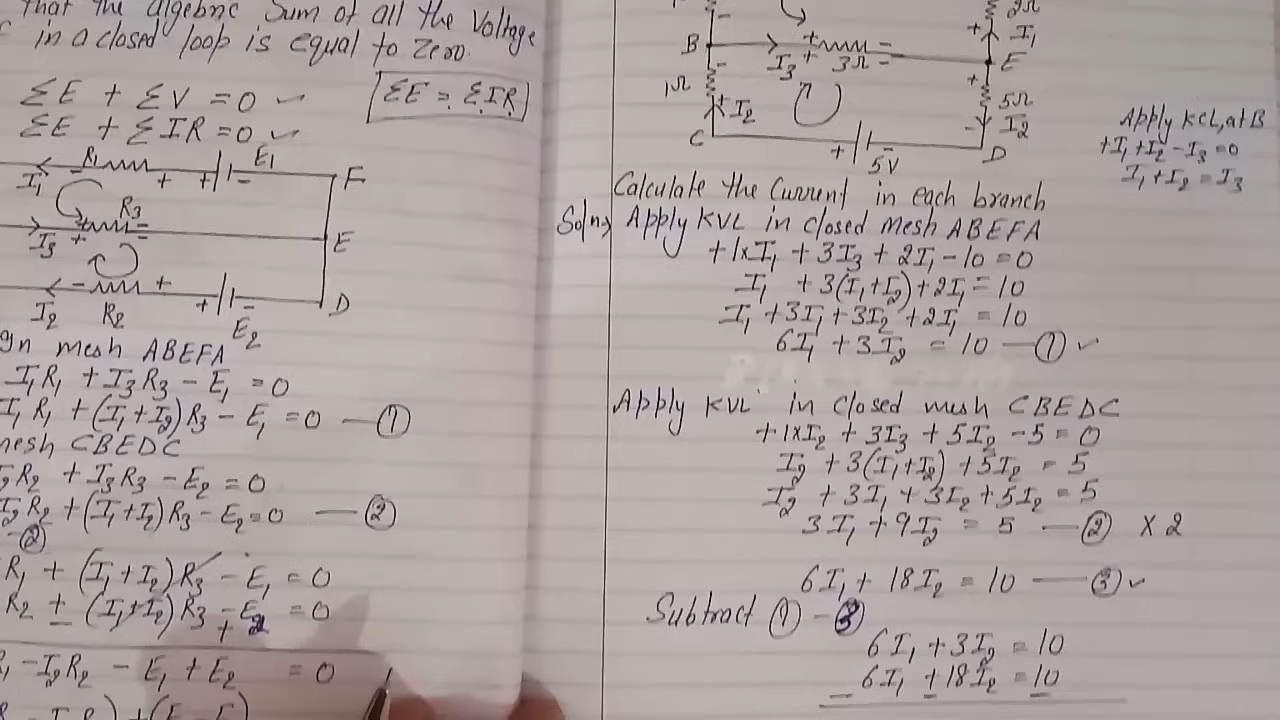 that the algebric sum of all the voltage
in a closed loop is equal to zero.
ΣE + ΣV = 0
ΣE + ΣIR = 0
ΣE = ΣIR
R1
E1
I1
+
+
-
F
R3
I3
+
E
-
+
+
-
D
I2
R2
E2
mesh ABEFA
I1R1 + I3R3 - E1 = 0
I1R1 + (I1+I2)R3 - E1 = 0 — ①
mesh CBEDC
I2R2 + I3R3 - E2 = 0
I2R2 + (I1+I2)R3 - E2 = 0 — ②
- ②
R1 + (I1+I2)R3 - E1 = 0
R2 + (I1+I2)R3 - E2 = 0
+
- I2R2 - E1 + E2 = 0
2Ω
+
I1
-
B
+
+
I3
3Ω
E
-
1Ω
+
I2
+
5Ω
-
I2
C
+
5V
-
D
Apply KCL, at B
+I1+I2-I3=0
I1+I2=I3
Calculate the Current in each branch
Soln> Apply KVL in closed mesh ABEFA
+1xI1 + 3I3 + 2I1 - 10 = 0
I1 + 3(I1+I2) + 2I1 = 10
I1 + 3I1 + 3I2 + 2I1 = 10
6I1 + 3I2 = 10 — ①
Apply KVL in closed mesh CBEDC
+1xI2 + 3I3 + 5I2 - 5 = 0
I2 + 3(I1+I2) + 5I2 = 5
I2 + 3I1 + 3I2 + 5I2 = 5
3I1 + 9I2 = 5 — ② X 2
6I1 + 18I2 = 10 — ③
Subtract ① - ③
6I1 + 3I2 = 10
6I1 + 18I2 = 10
- - -